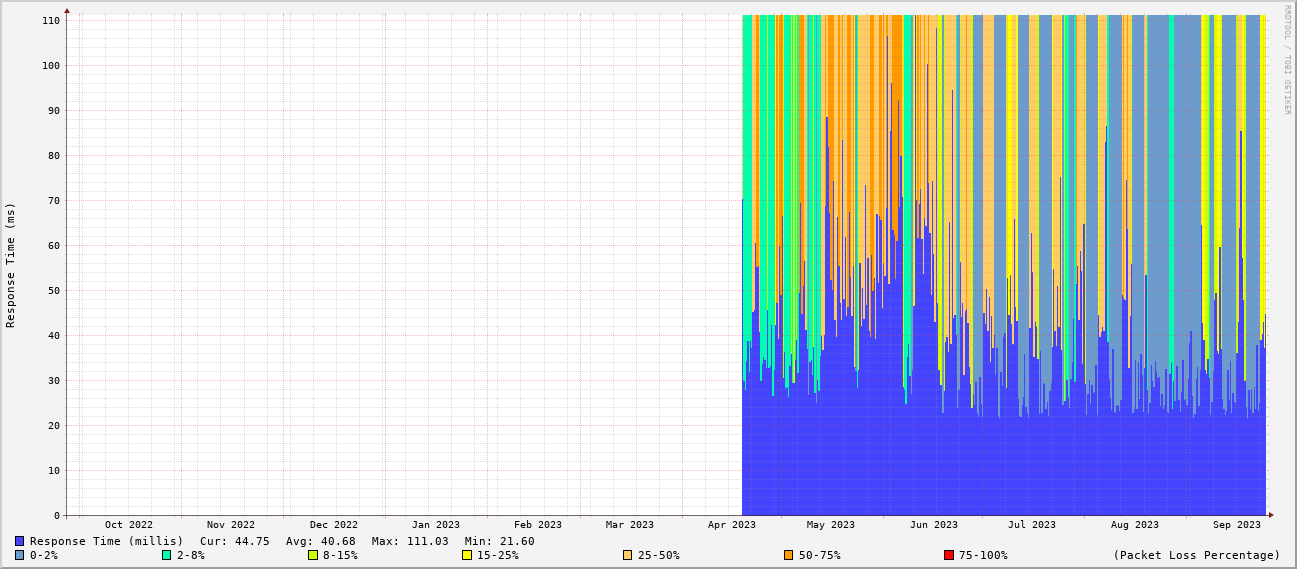 RRDTOOL / TOBI OETIKER
Response Time (ms)
110
100
90
80
70
60
50
40
30
20
10
0
Oct 2022 Nov 2022 Dec 2022 Jan 2023 Feb 2023 Mar 2023 Apr 2023 May 2023 Jun 2023 Jul 2023 Aug 2023 Sep 2023
Response Time (millis) Cur: 44.75 Avg: 40.68 Max: 111.03 Min: 21.60
0-2% 2-8% 8-15% 15-25% 25-50% 50-75% 75-100% (Packet Loss Percentage)